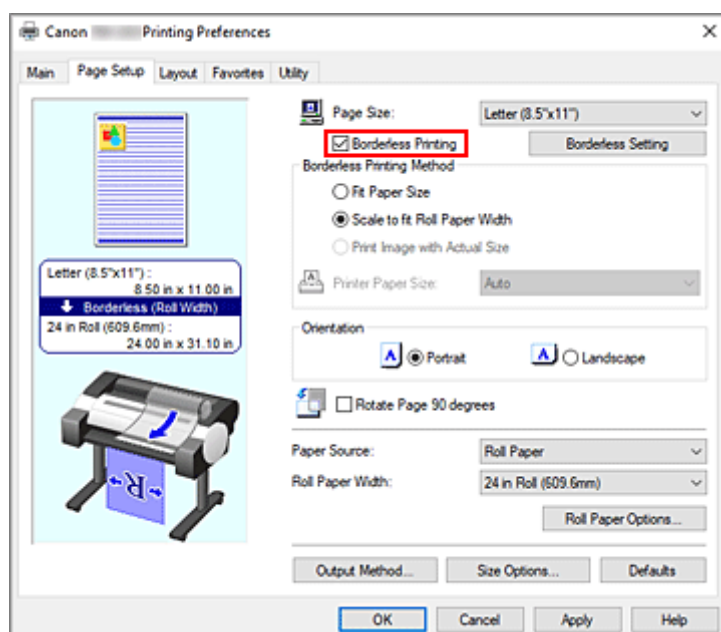 Canon Printing Preferences
Main Page Setup Layout Favorites Utility
Page Size: Letter (8.5"x11")
Borderless Printing Borderless Setting
Borderless Printing Method
Fit Paper Size
Scale to fit Roll Paper Width
Print Image with Actual Size
Printer Paper Size: Auto
Letter (8.5"x11") :
8.50 in x 11.00 in
Borderless (Roll Width)
24 in Roll (609.6mm) :
24.00 in x 31.10 in
Orientation
A Portrait A Landscape
Rotate Page 90 degrees
R
Paper Source: Roll Paper
Roll Paper Width: 24 in Roll (609.6mm)
Roll Paper Options...
Output Method... Size Options... Defaults
OK Cancel Apply Help